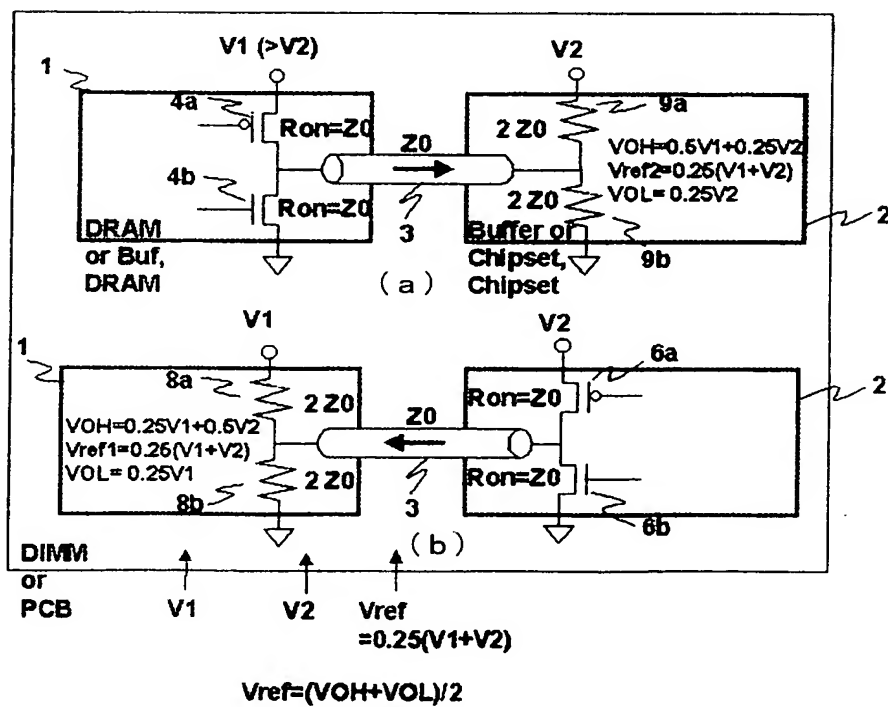 V1 (>V2)
V2
1
4a
Ron=Z0
4b
Ron=Z0
DRAM
or Buf,
DRAM
Z0
3
2 Z0
9a
VOH=0.5V1+0.25V2
Vref2=0.25(V1+V2)
VOL= 0.25V2
2 Z0
9b
2
Buffer or
Chipset,
Chipset
(a)
V1
V2
1
8a
2 Z0
VOH=0.25V1+0.5V2
Vref1=0.25(V1+V2)
VOL= 0.25V1
2 Z0
8b
Z0
3
Ron=Z0
6a
Ron=Z0
6b
2
(b)
DIMM
or
PCB
V1
V2
Vref
=0.25(V1+V2)
Vref=(VOH+VOL)/2